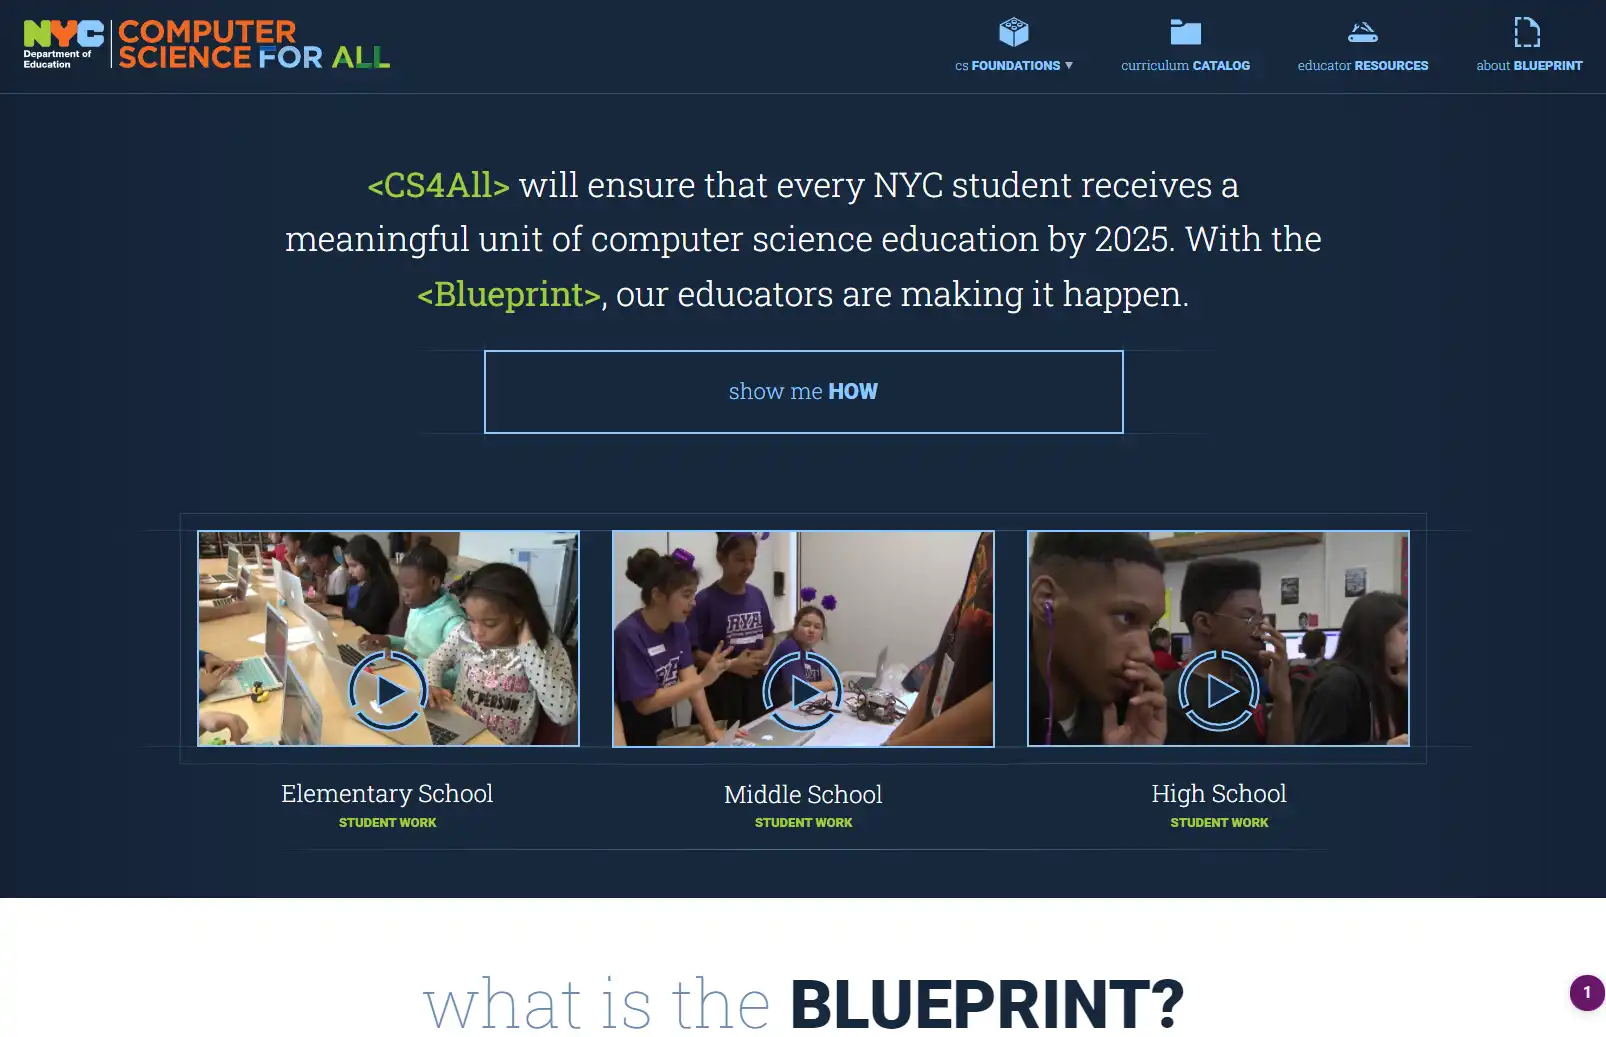 NYC
Department of
Education
COMPUTER
SCIENCE FOR ALL
cs FOUNDATIONS ▼
curriculum CATALOG
educator RESOURCES
about BLUEPRINT
<CS4All> will ensure that every NYC student receives a
meaningful unit of computer science education by 2025. With the
<Blueprint>, our educators are making it happen.
show me HOW
RYA
Elementary School
STUDENT WORK
Middle School
STUDENT WORK
High School
STUDENT WORK
what is the BLUEPRINT?
1